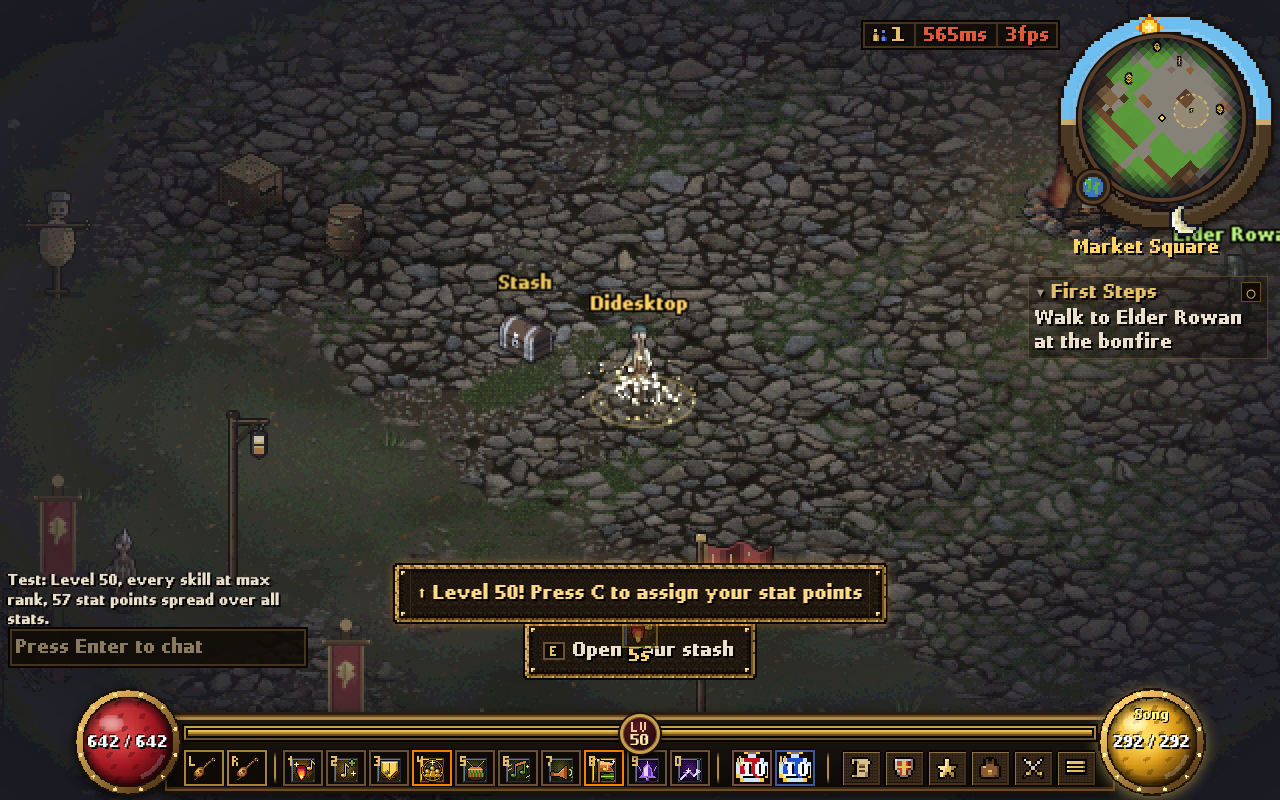 1 565ms 3fps
Elder Rowa
Market Square
First Steps
Walk to Elder Rowan
at the bonfire
Stash
Didesktop
Test: Level 50, every skill at max
rank, 57 stat points spread over all
stats.
Press Enter to chat
Level 50! Press C to assign your stat points
E Open your stash
5s
642 / 642
LV
50
Song
292 / 292
L R 1 2 3 4 5 6 7 8 9 0 10 10